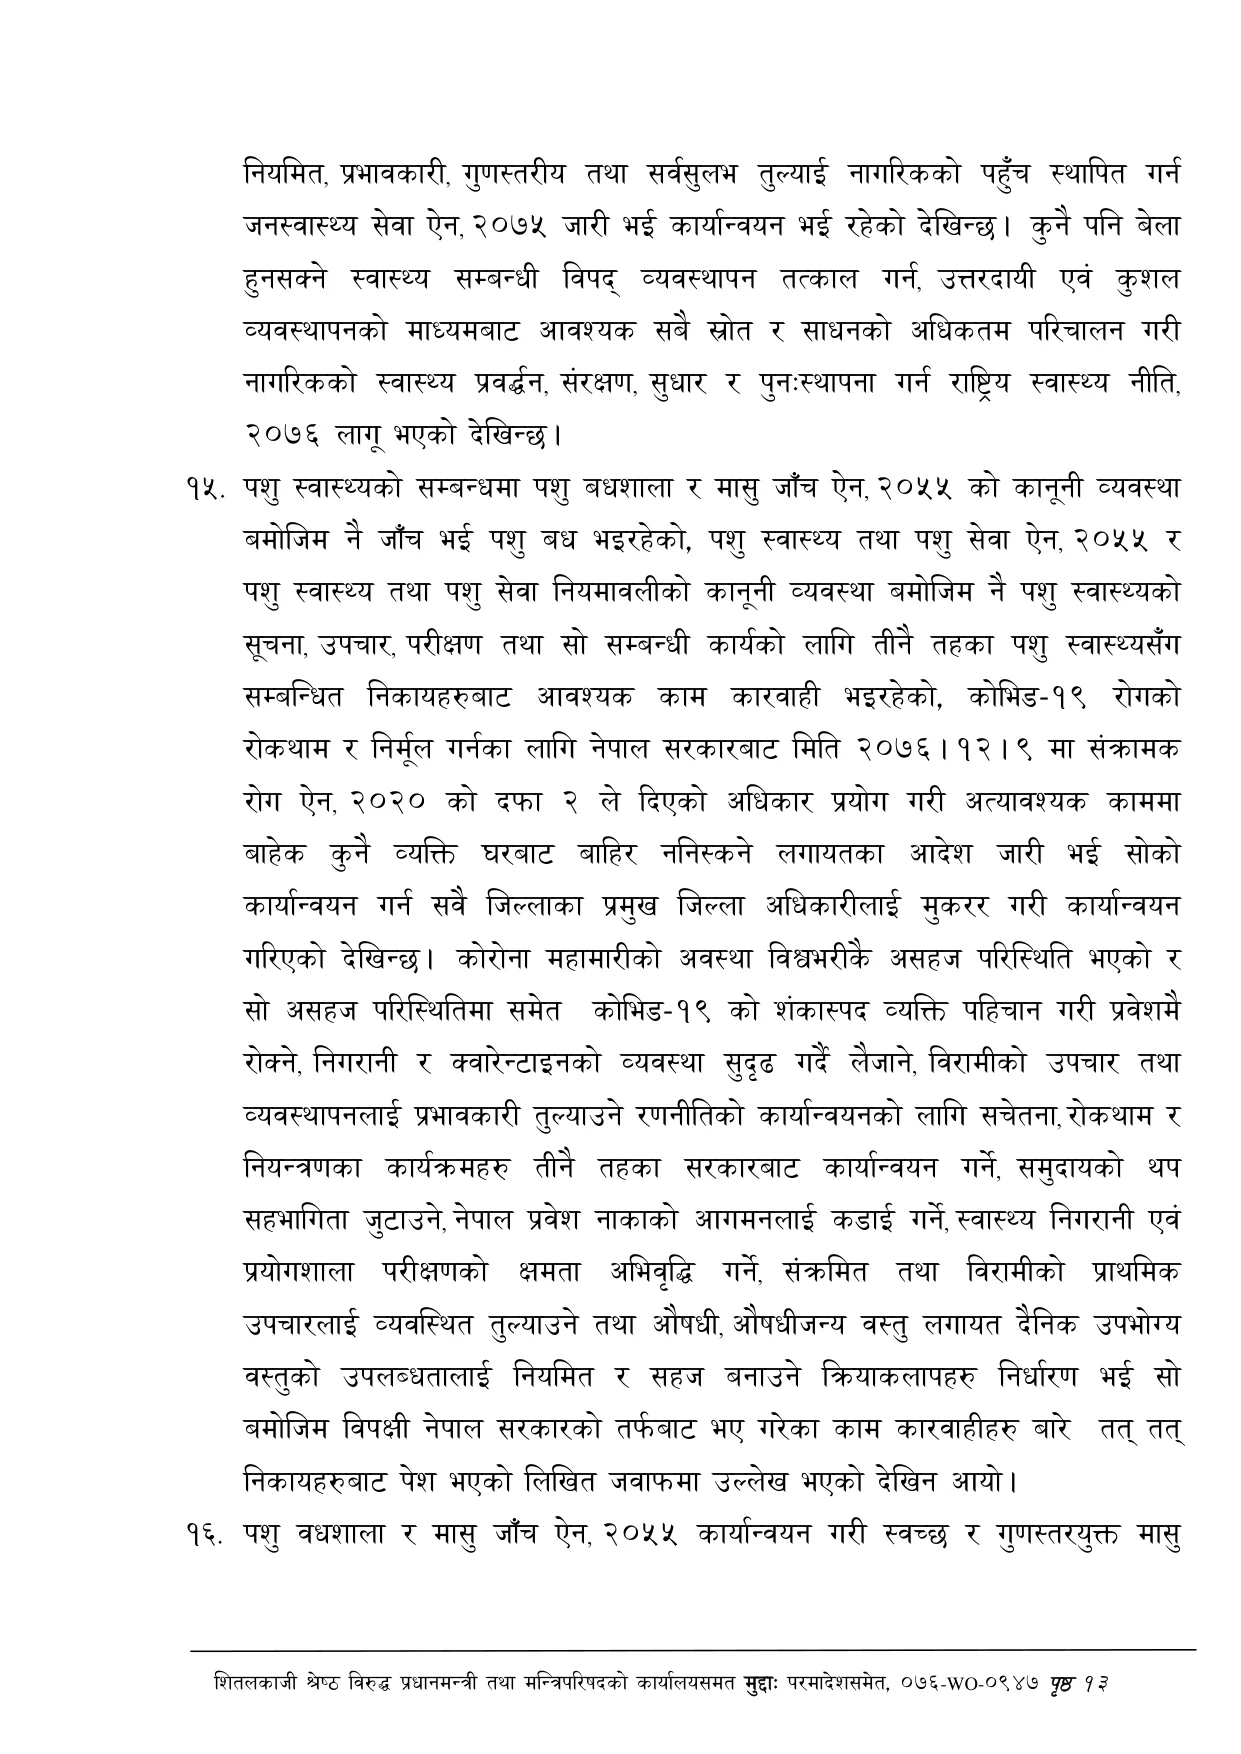 नियमित, प्रभावकारी, गुणस्तरीय तथा सर्वसुलभ तुल्याई नागरिकको पहुँच स्थापित गर्न
जनस्वास्थ्य सेवा ऐन, २०७५ जारी भई कार्यान्वयन भई रहेको देखिन्छ। कुनै पनि बेला
हुनसक्ने स्वास्थ्य सम्बन्धी विपद् व्यवस्थापन तत्काल गर्न, उत्तरदायी एवं कुशल
व्यवस्थापनको माध्यमबाट आवश्यक सबै स्रोत र साधनको अधिकतम परिचालन गरी
नागरिकको स्वास्थ्य प्रवर्द्धन, संरक्षण, सुधार र पुनःस्थापना गर्न राष्ट्रिय स्वास्थ्य नीति,
२०७६ लागू भएको देखिन्छ।
१५. पशु स्वास्थ्यको सम्बन्धमा पशु बधशाला र मासु जाँच ऐन, २०५५ को कानूनी व्यवस्था
बमोजिम नै जाँच भई पशु बध भइरहेको, पशु स्वास्थ्य तथा पशु सेवा ऐन, २०५५ र
पशु स्वास्थ्य तथा पशु सेवा नियमावलीको कानूनी व्यवस्था बमोजिम नै पशु स्वास्थ्यको
सूचना, उपचार, परीक्षण तथा सो सम्बन्धी कार्यको लागि तीनै तहका पशु स्वास्थ्यसँग
सम्बन्धित निकायहरुबाट आवश्यक काम कारवाही भइरहेको, कोभिड-१९ रोगको
रोकथाम र निर्मूल गर्नका लागि नेपाल सरकारबाट मिति २०७६।१२।९ मा संक्रामक
रोग ऐन, २०२० को दफा २ ले दिएको अधिकार प्रयोग गरी अत्यावश्यक काममा
बाहेक कुनै व्यक्ति घरबाट बाहिर ननिस्कने लगायतका आदेश जारी भई सोको
कार्यान्वयन गर्न सवै जिल्लाका प्रमुख जिल्ला अधिकारीलाई मुकरर गरी कार्यान्वयन
गरिएको देखिन्छ। कोरोना महामारीको अवस्था विश्वभरीकै असहज परिस्थिति भएको र
सो असहज परिस्थितिमा समेत कोभिड-१९ को शंकास्पद व्यक्ति पहिचान गरी प्रवेशमै
रोक्ने, निगरानी र क्वारेन्टाइनको व्यवस्था सुदृढ गर्दै लैजाने, विरामीको उपचार तथा
व्यवस्थापनलाई प्रभावकारी तुल्याउने रणनीतिको कार्यान्वयनको लागि सचेतना, रोकथाम र
नियन्त्रणका कार्यक्रमहरु तीनै तहका सरकारबाट कार्यान्वयन गर्ने, समुदायको थप
सहभागिता जुटाउने, नेपाल प्रवेश नाकाको आगमनलाई कडाई गर्ने, स्वास्थ्य निगरानी एवं
प्रयोगशाला परीक्षणको क्षमता अभिवृद्धि गर्ने, संक्रमित तथा विरामीको प्राथमिक
उपचारलाई व्यवस्थित तुल्याउने तथा औषधी, औषधीजन्य वस्तु लगायत दैनिक उपभोग्य
वस्तुको उपलब्धतालाई नियमित र सहज बनाउने क्रियाकलापहरु निर्धारण भई सो
बमोजिम विपक्षी नेपाल सरकारको तर्फबाट भए गरेका काम कारवाहीहरु बारे तत् तत्
निकायहरुबाट पेश भएको लिखित जवाफमा उल्लेख भएको देखिन आयो।
१६. पशु वधशाला र मासु जाँच ऐन, २०५५ कार्यान्वयन गरी स्वच्छ र गुणस्तरयुक्त मासु
शितलकाजी श्रेष्ठ विरुद्ध प्रधानमन्त्री तथा मन्त्रिपरिषदको कार्यालयसमत मुद्दाः परमादेशसमेत, ०७६-WO-०९४७ पृष्ठ १३